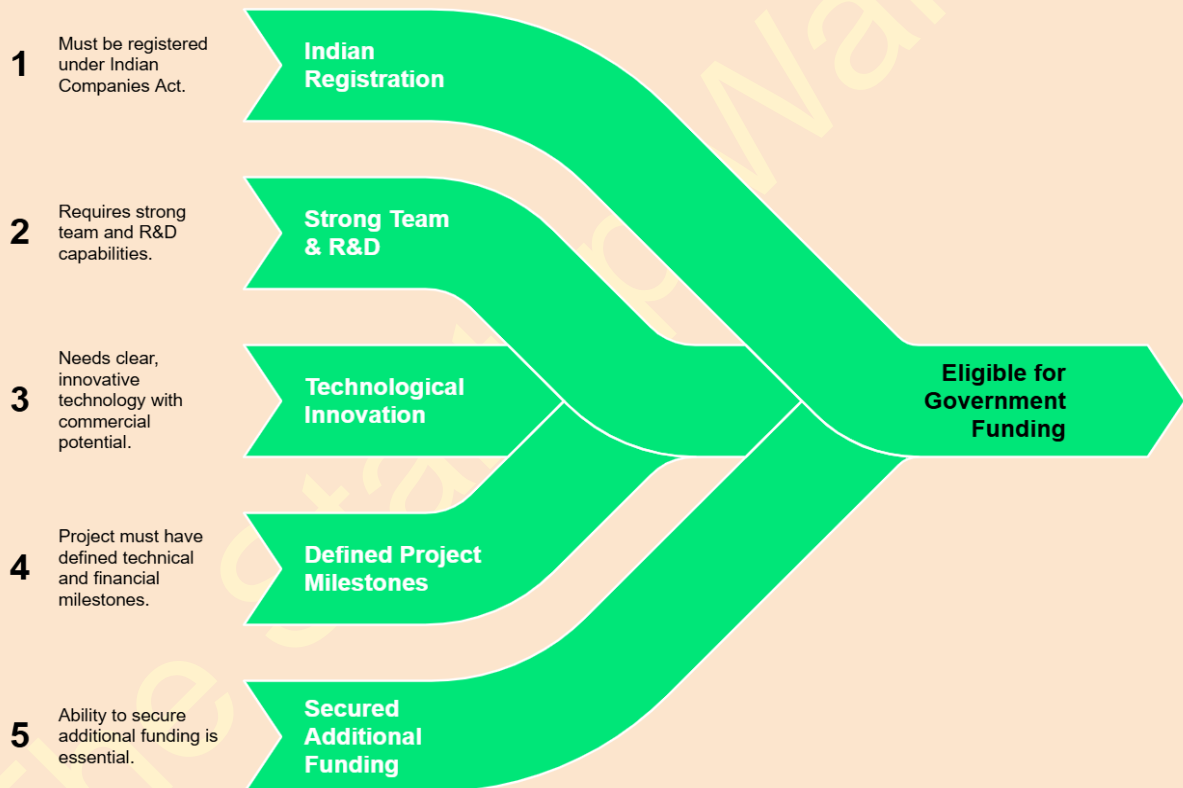 1
Must be registered
under Indian
Companies Act.
Indian
Registration
2
Requires strong
team and R&D
capabilities.
Strong Team
& R&D
3
Needs clear,
innovative
technology with
commercial
potential.
Technological
Innovation
4
Project must have
defined technical
and financial
milestones.
Defined Project
Milestones
5
Ability to secure
additional funding is
essential.
Secured
Additional
Funding
Eligible for
Government
Funding